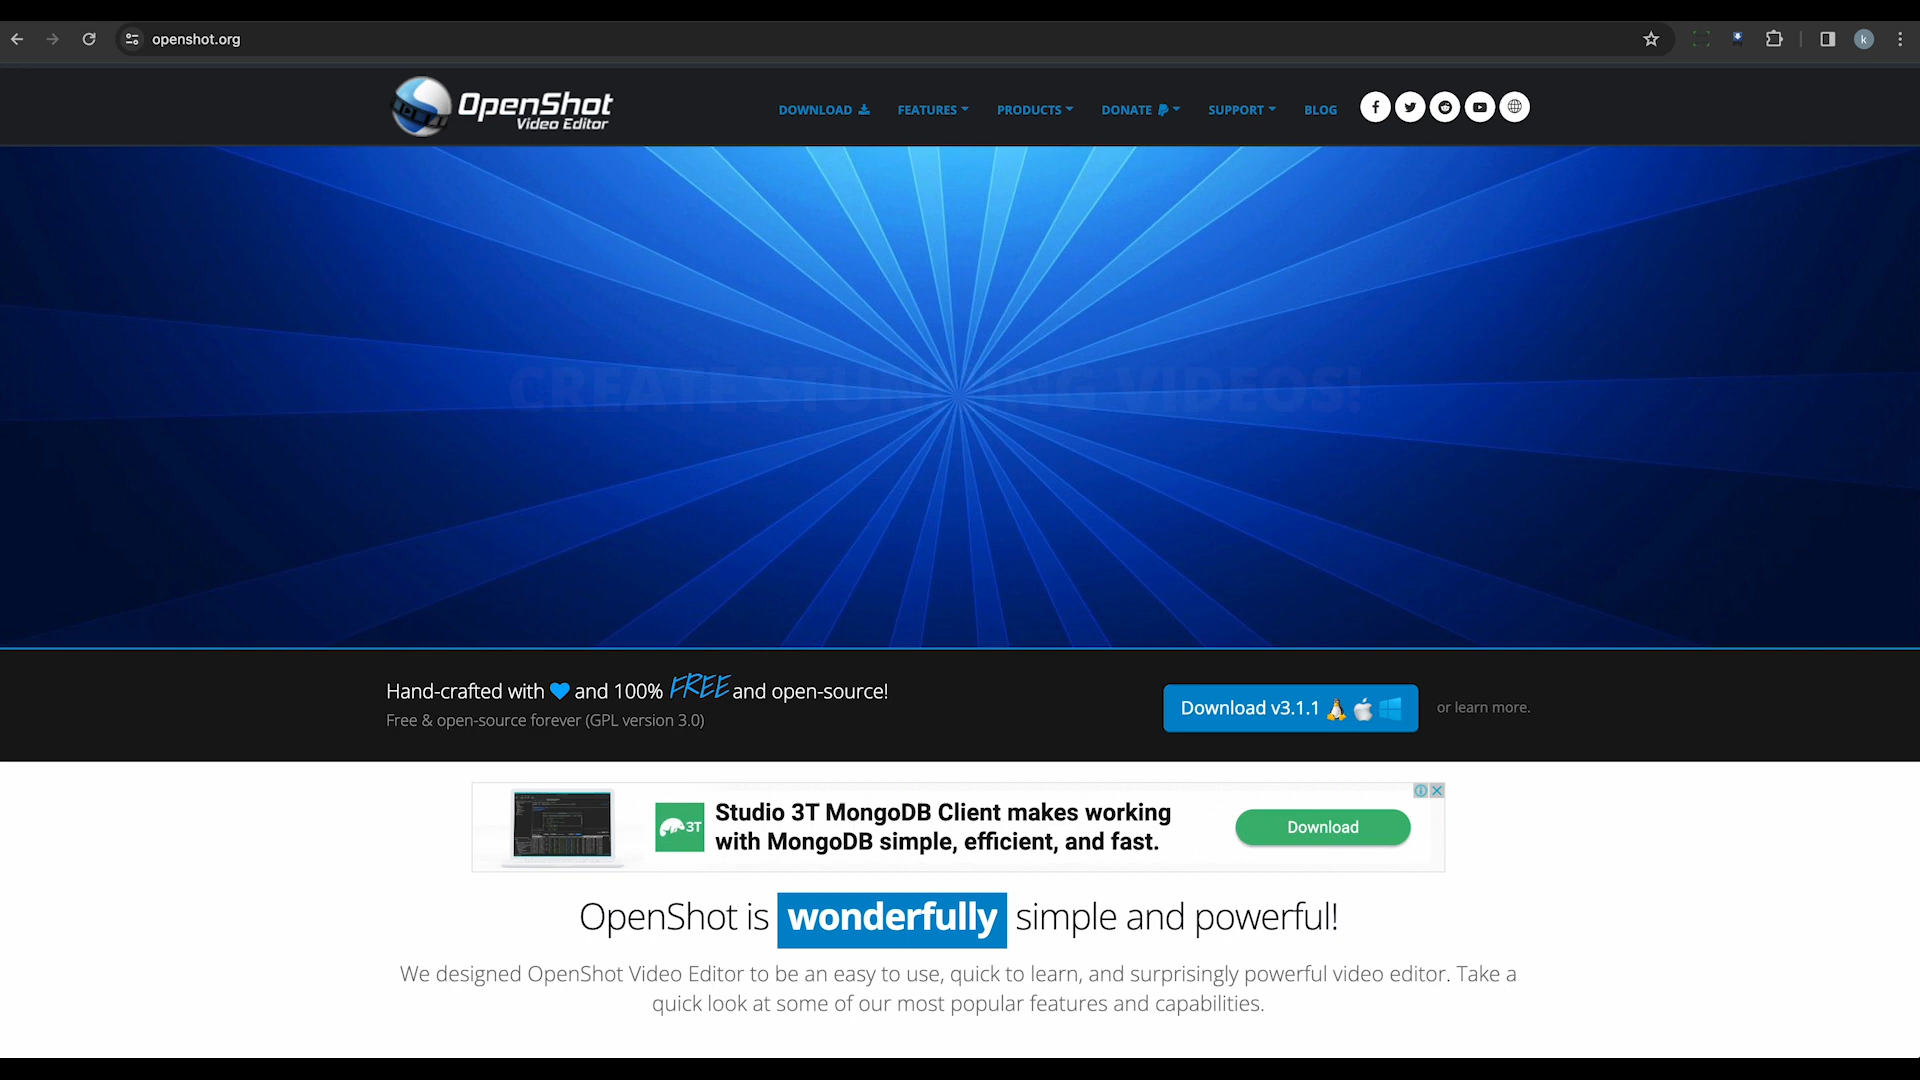 openshot.org
k
OpenShot
Video Editor
DOWNLOAD
FEATURES
PRODUCTS
DONATE
SUPPORT
BLOG
CREATE STUNNING VIDEOS!
Hand-crafted with and 100% FREE and open-source!
Free & open-source forever (GPL version 3.0)
Download v3.1.1
or learn more.
3T
Studio 3T MongoDB Client makes working
with MongoDB simple, efficient, and fast.
Download
OpenShot is wonderfully simple and powerful!
We designed OpenShot Video Editor to be an easy to use, quick to learn, and surprisingly powerful video editor. Take a
quick look at some of our most popular features and capabilities.